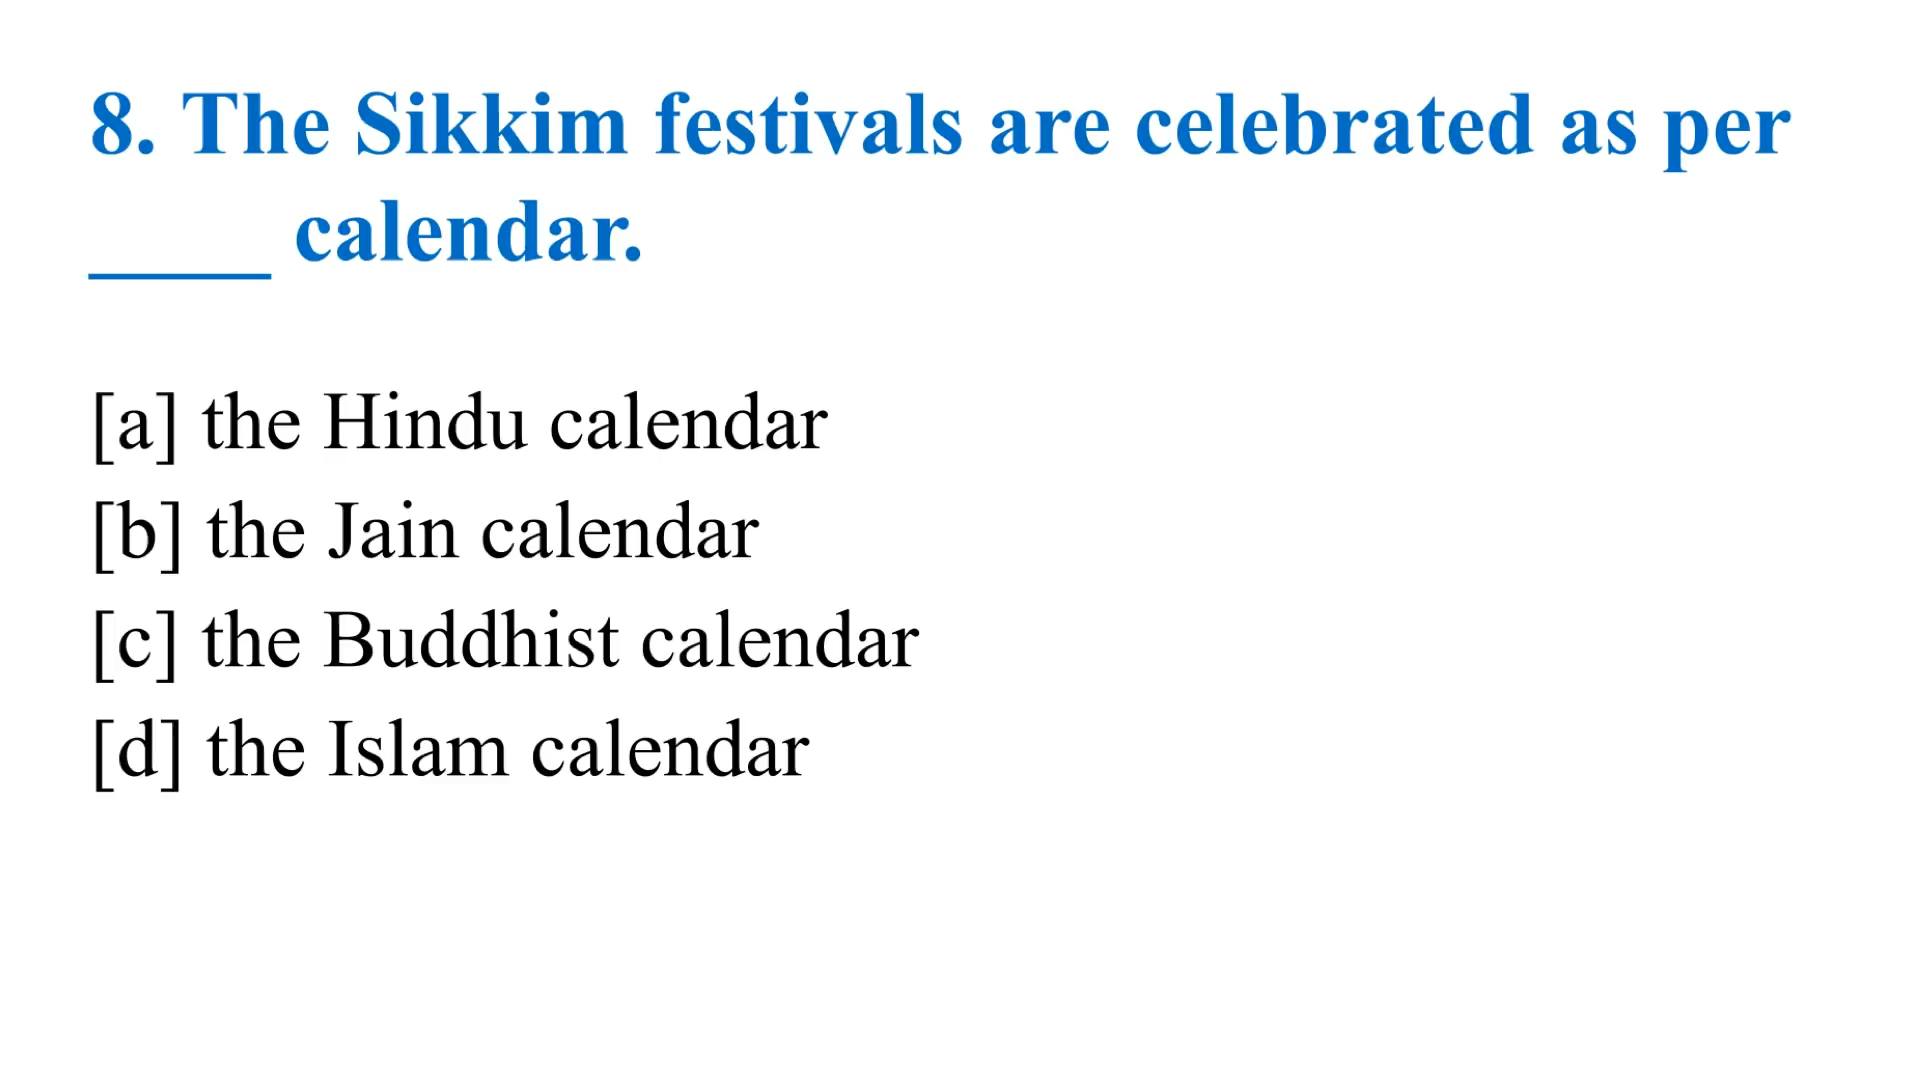 8. The Sikkim festivals are celebrated as per
____ calendar.
[a] the Hindu calendar
[b] the Jain calendar
[c] the Buddhist calendar
[d] the Islam calendar